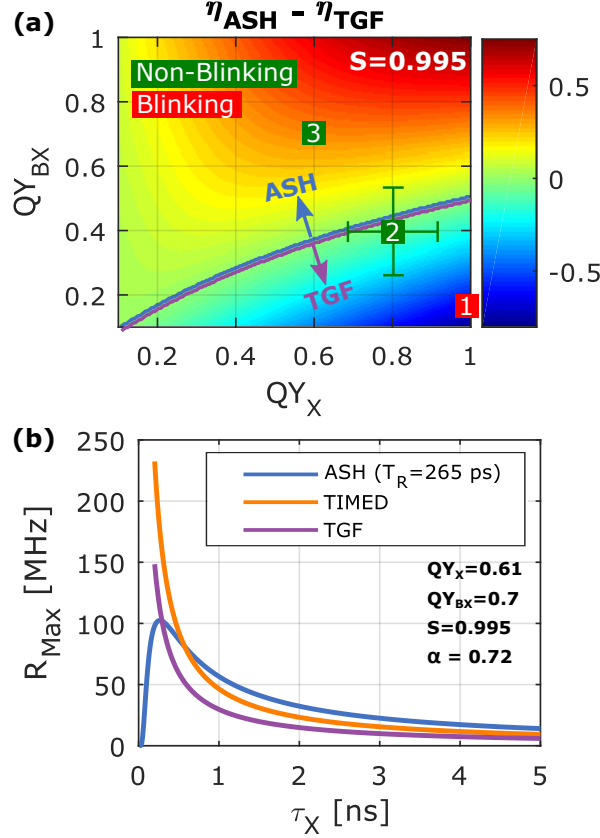 (a)
η_ASH - η_TGF
S=0.995
Non-Blinking
Blinking
3
ASH
2
TGF
1
QY_BX
1
0.8
0.6
0.4
0.2
0.2
0.4
0.6
0.8
1
QY_X
0.5
0
-0.5
(b)
250
200
150
100
50
0
R_Max [MHz]
ASH (T_R=265 ps)
TIMED
TGF
QY_X=0.61
QY_BX=0.7
S=0.995
α = 0.72
0
1
2
3
4
5
τ_X [ns]